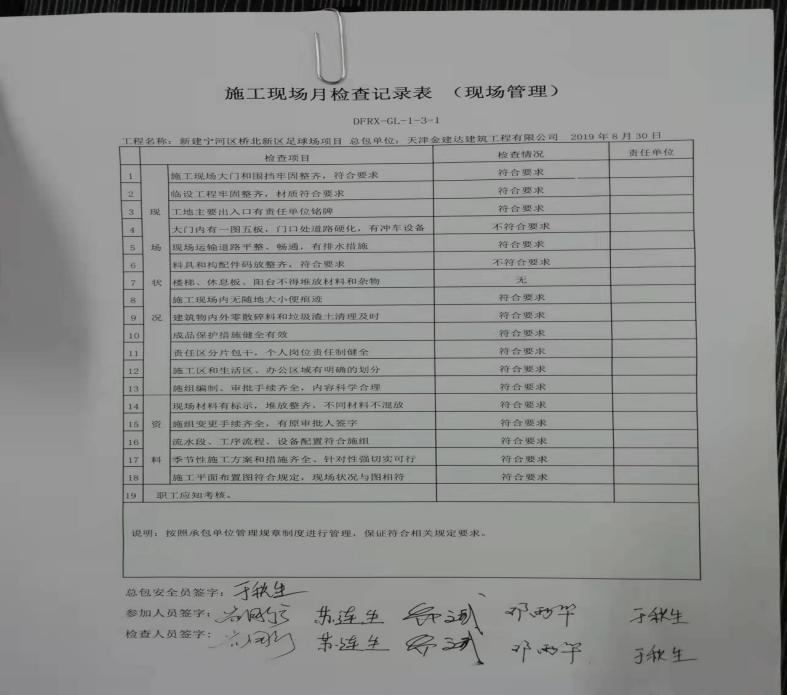 施工现场月检查记录表 （现场管理）
DFRX-GL-1-3-1
工程名称：新建宁河区桥北新区足球场项目 总包单位：天津金建达建筑工程有限公司 2019年8月30日
检查项目 检查情况 责任单位
现场状况
1 施工现场大门和围挡牢固整齐，符合要求 符合要求
2 临设工程牢固整齐，材质符合要求 符合要求
3 工地主要出入口有责任单位铭牌 符合要求
4 大门内有一图五板，门口处道路硬化，有冲车设备 不符合要求
5 现场运输道路平整、畅通，有排水措施 符合要求
6 料具和构配件码放整齐，符合要求 不符合要求
7 楼梯、休息板、阳台不得堆放材料和杂物 无
8 施工现场内无随地大小便痕迹 符合要求
9 建筑物内外零散碎料和垃圾渣土清理及时 符合要求
10 成品保护措施健全有效 符合要求
11 责任区分片包干，个人岗位责任制健全 符合要求
12 施工区和生活区、办公区域有明确的划分 符合要求
13 施组编制、审批手续齐全，内容科学合理 符合要求
资料
14 现场材料有标示，堆放整齐，不同材料不混放 符合要求
15 施组变更手续齐全，有原审批人签字 符合要求
16 流水段、工序流程、设备配置符合施组 符合要求
17 季节性施工方案和措施齐全、针对性强切实可行 符合要求
18 施工平面布置图符合规定，现场状况与图相符 符合要求
19 职工应知考核。
说明：按照承包单位管理规章制度进行管理，保证符合相关规定要求。
总包安全员签字：于秋生
参加人员签字： 苏连生 邓雨华 于秋生
检查人员签字： 苏连生 邓雨华 于秋生